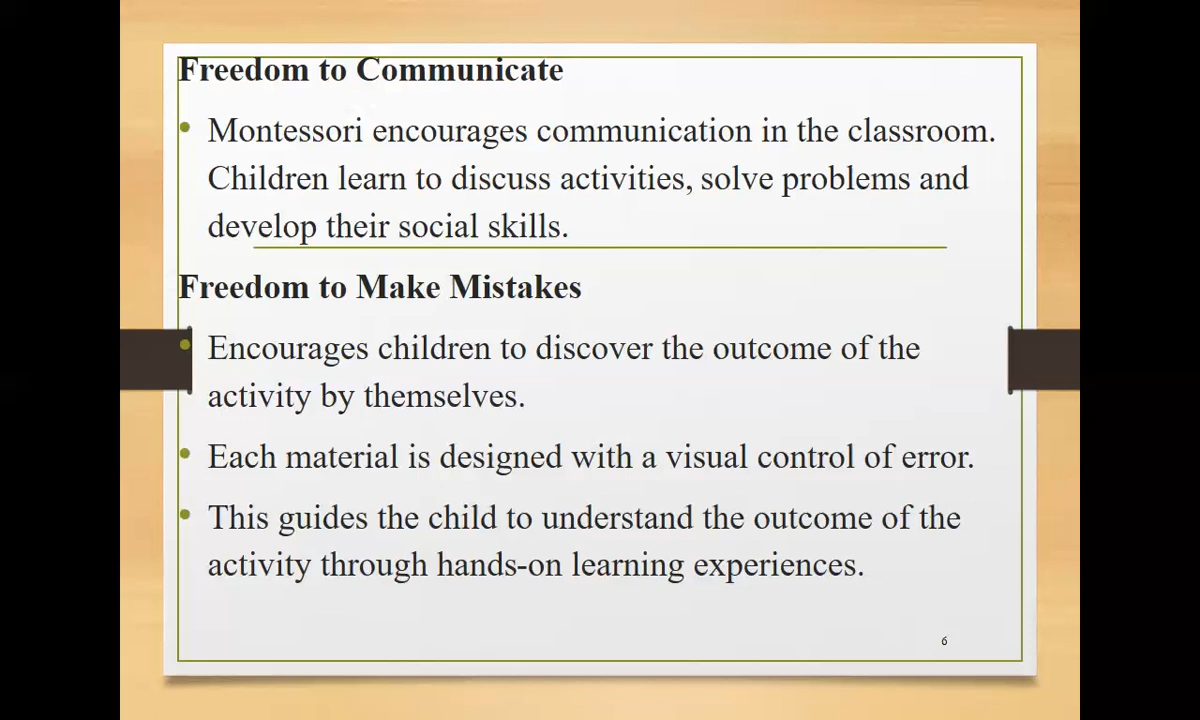 Freedom to Communicate
• Montessori encourages communication in the classroom.
Children learn to discuss activities, solve problems and
develop their social skills.
Freedom to Make Mistakes
• Encourages children to discover the outcome of the
activity by themselves.
• Each material is designed with a visual control of error.
• This guides the child to understand the outcome of the
activity through hands-on learning experiences.
6